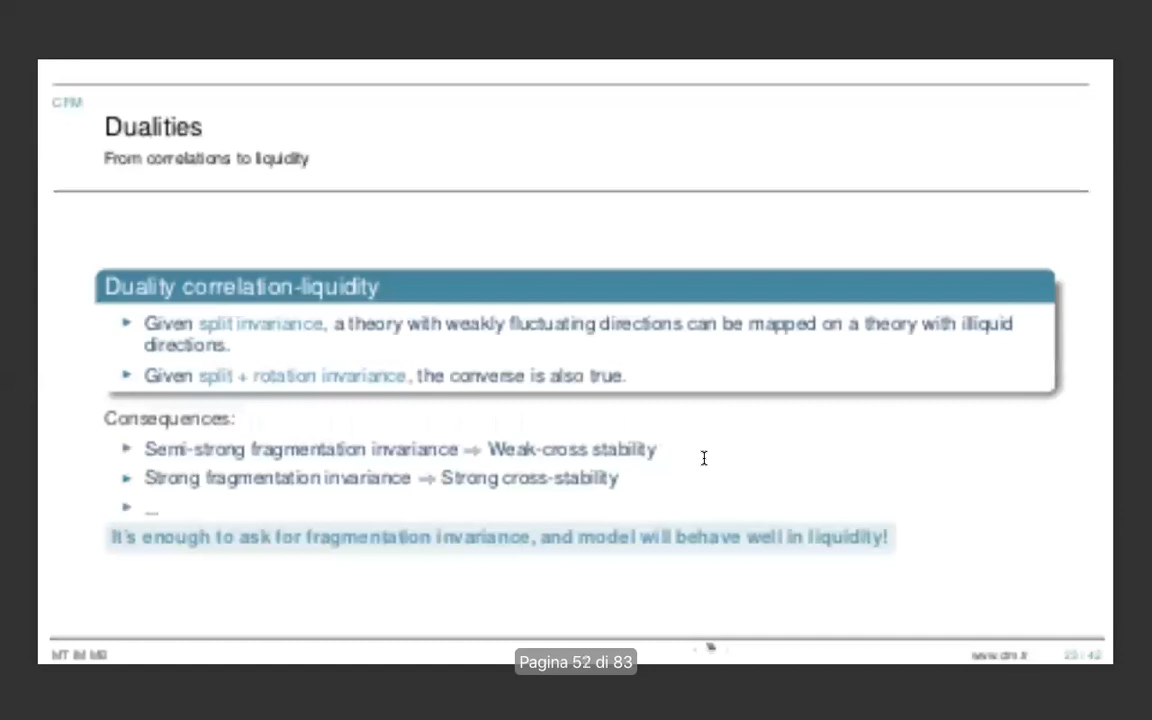 CFM
Dualities
From correlations to liquidity
Duality correlation-liquidity
Given split invariance, a theory with weakly fluctuating directions can be mapped on a theory with illiquid
directions.
Given split + rotation invariance, the converse is also true.
Consequences:
Semi-strong fragmentation invariance ⇒ Weak-cross stability
Strong fragmentation invariance ⇒ Strong cross-stability
...
It's enough to ask for fragmentation invariance, and model will behave well in liquidity!
Pagina 52 di 83